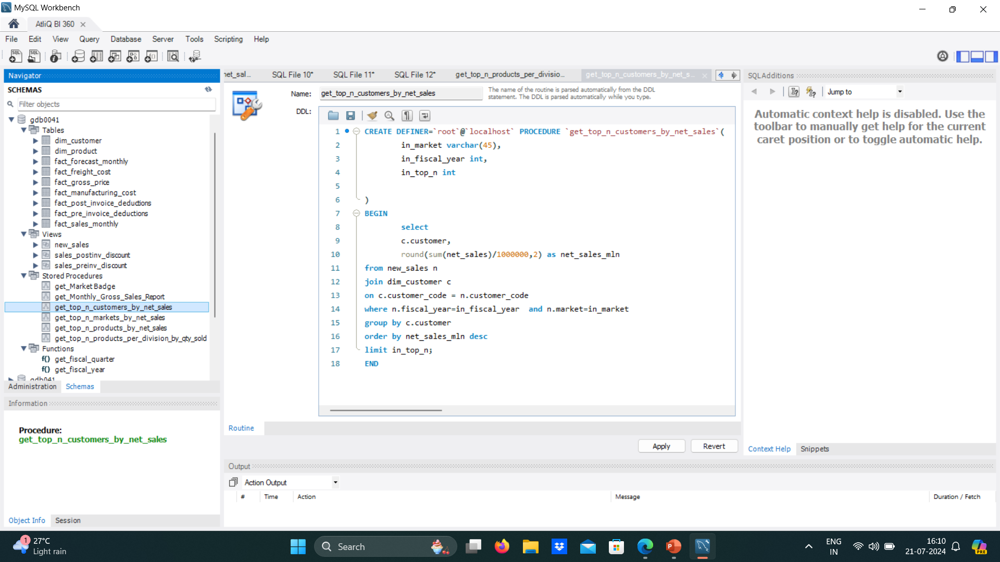 MySQL Workbench
AtliQ BI 360
File Edit View Query Database Server Tools Scripting Help
Navigator
SCHEMAS
Filter objects
gdb0041
Tables
dim_customer
dim_product
fact_forecast_monthly
fact_freight_cost
fact_gross_price
fact_manufacturing_cost
fact_post_invoice_deductions
fact_pre_invoice_deductions
fact_sales_monthly
Views
new_sales
sales_postinv_discount
sales_preinv_discount
Stored Procedures
get_Market Badge
get_Monthly_Gross_Sales_Report
get_top_n_customers_by_net_sales
get_top_n_markets_by_net_sales
get_top_n_products_by_net_sales
get_top_n_products_per_division_by_qty_sold
Functions
get_fiscal_quarter
get_fiscal_year
gdb041
Administration Schemas
Information
Procedure:
get_top_n_customers_by_net_sales
Object Info Session
net_sal... SQL File 10* SQL File 11* SQL File 12* get_top_n_products_per_divisio... get_top_n_customers_by_net_s...
Name: get_top_n_customers_by_net_sales
The name of the routine is parsed automatically from the DDL
statement. The DDL is parsed automatically while you type.
DDL:
1 CREATE DEFINER=`root`@`localhost` PROCEDURE `get_top_n_customers_by_net_sales`(
2 in_market varchar(45),
3 in_fiscal_year int,
4 in_top_n int
5
6 )
7 BEGIN
8 select
9 c.customer,
10 round(sum(net_sales)/1000000,2) as net_sales_mln
11 from new_sales n
12 join dim_customer c
13 on c.customer_code = n.customer_code
14 where n.fiscal_year=in_fiscal_year  and n.market=in_market
15 group by c.customer
16 order by net_sales_mln desc
17 limit in_top_n;
18 END
Routine
Apply Revert
SQLAdditions
Jump to
Automatic context help is disabled. Use the
toolbar to manually get help for the current
caret position or to toggle automatic help.
Context Help Snippets
Output
Action Output
# Time Action Message Duration / Fetch
1
27°C
Light rain
Search
ENG
IN
16:10
21-07-2024
PRE